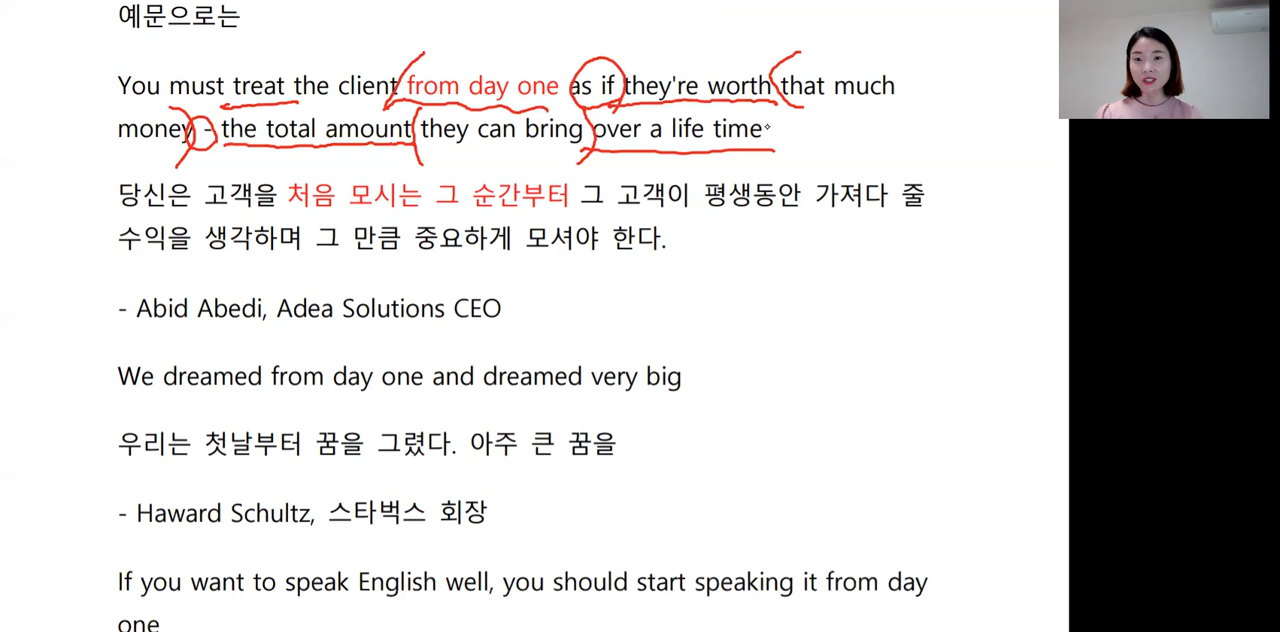 예문으로는
You must treat the client from day one as if they're worth that much
money - the total amount they can bring over a life time
당신은 고객을 처음 모시는 그 순간부터 그 고객이 평생동안 가져다 줄
수익을 생각하며 그 만큼 중요하게 모셔야 한다.
- Abid Abedi, Adea Solutions CEO
We dreamed from day one and dreamed very big
우리는 첫날부터 꿈을 그렸다. 아주 큰 꿈을
- Haward Schultz, 스타벅스 회장
If you want to speak English well, you should start speaking it from day
one